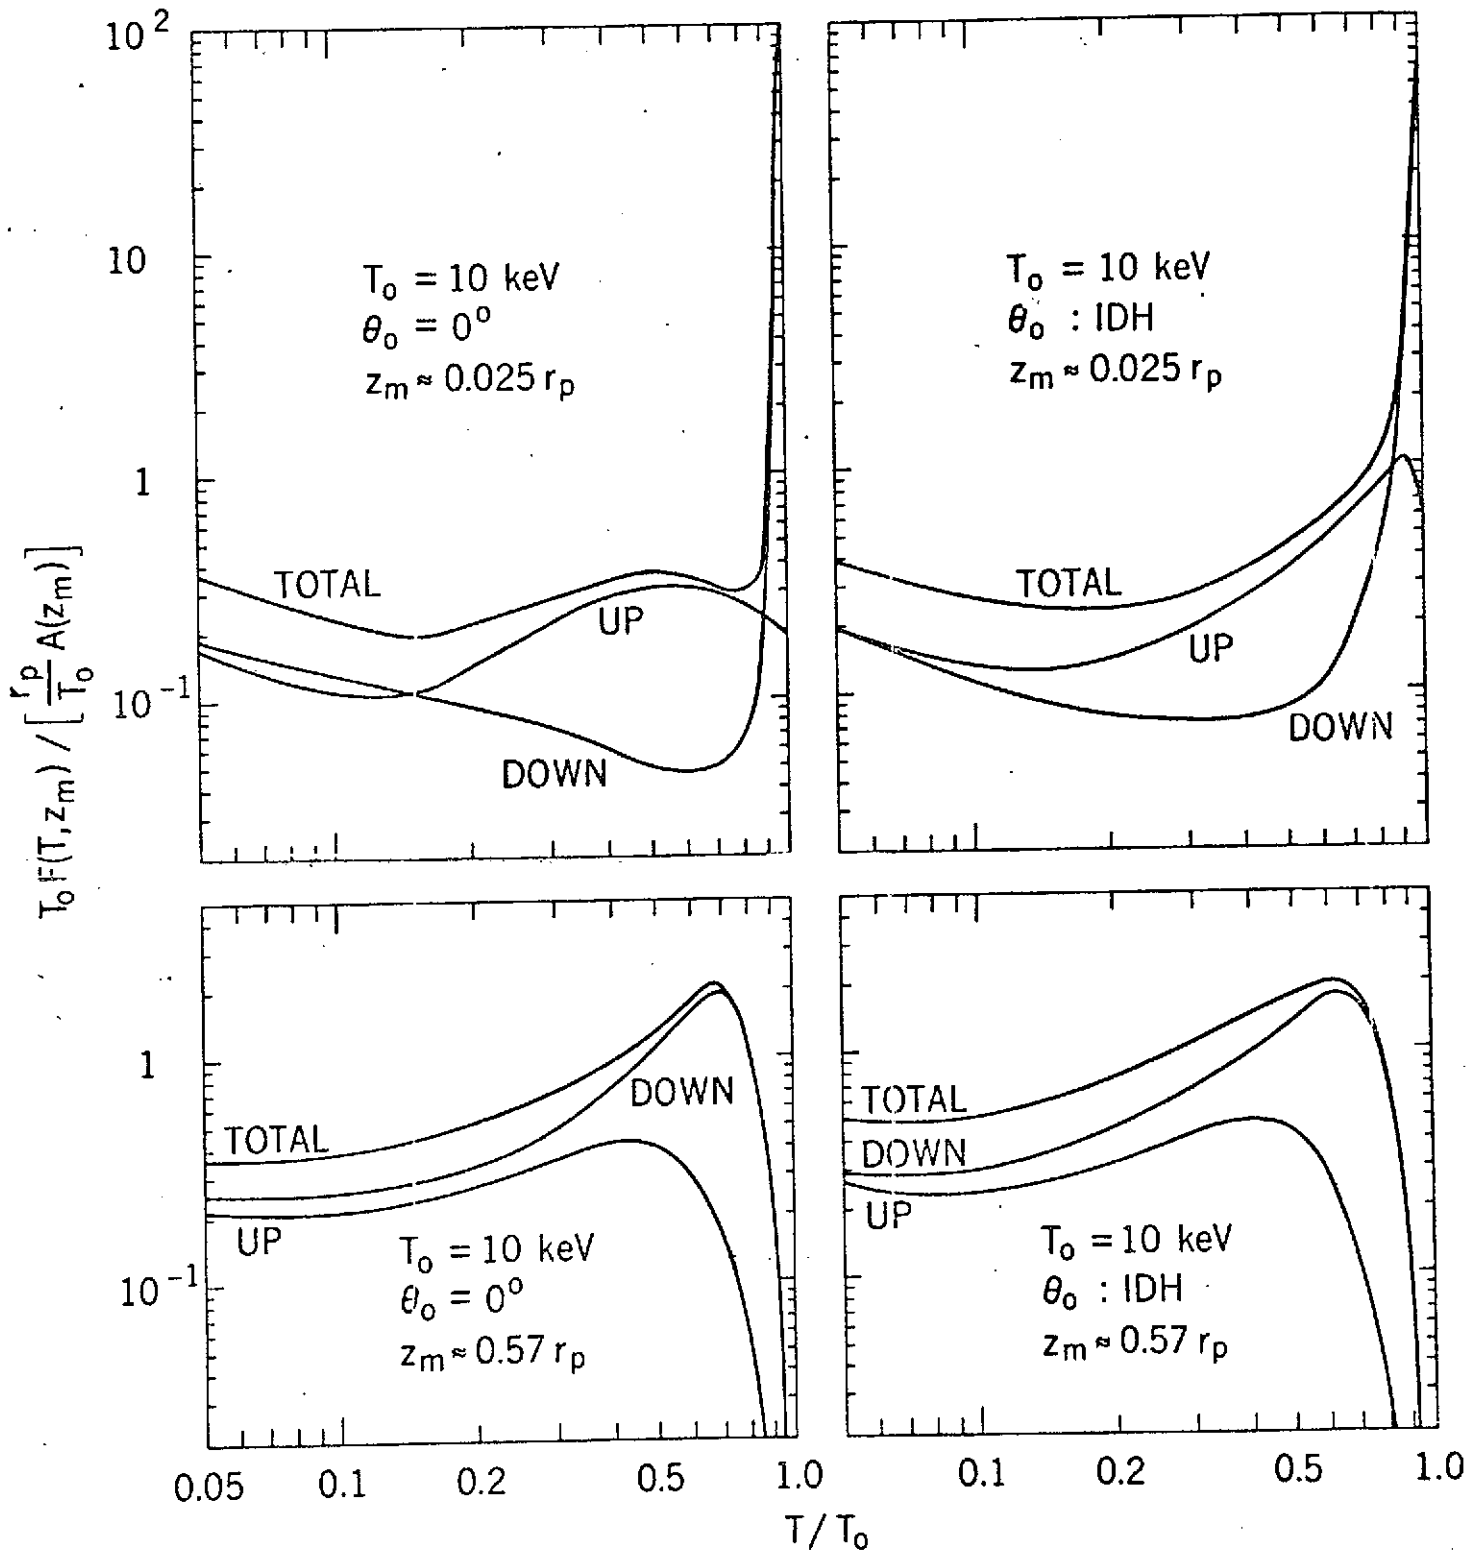 T₀F(T,zₘ) / [rₚ/T₀ A(zₘ)]
10²
10
1
10⁻¹
T₀ = 10 keV
θ₀ = 0⁰
zₘ ≈ 0.025 rₚ
TOTAL
UP
DOWN
T₀ = 10 keV
θ₀ : IDH
zₘ ≈ 0.025 rₚ
TOTAL
UP
DOWN
1
10⁻¹
TOTAL
DOWN
UP
T₀ = 10 keV
θ₀ = 0⁰
zₘ ≈ 0.57 rₚ
TOTAL
DOWN
UP
T₀ = 10 keV
θ₀ : IDH
zₘ ≈ 0.57 rₚ
0.05 0.1 0.2 0.5 1.0 0.1 0.2 0.5 1.0
T/T₀